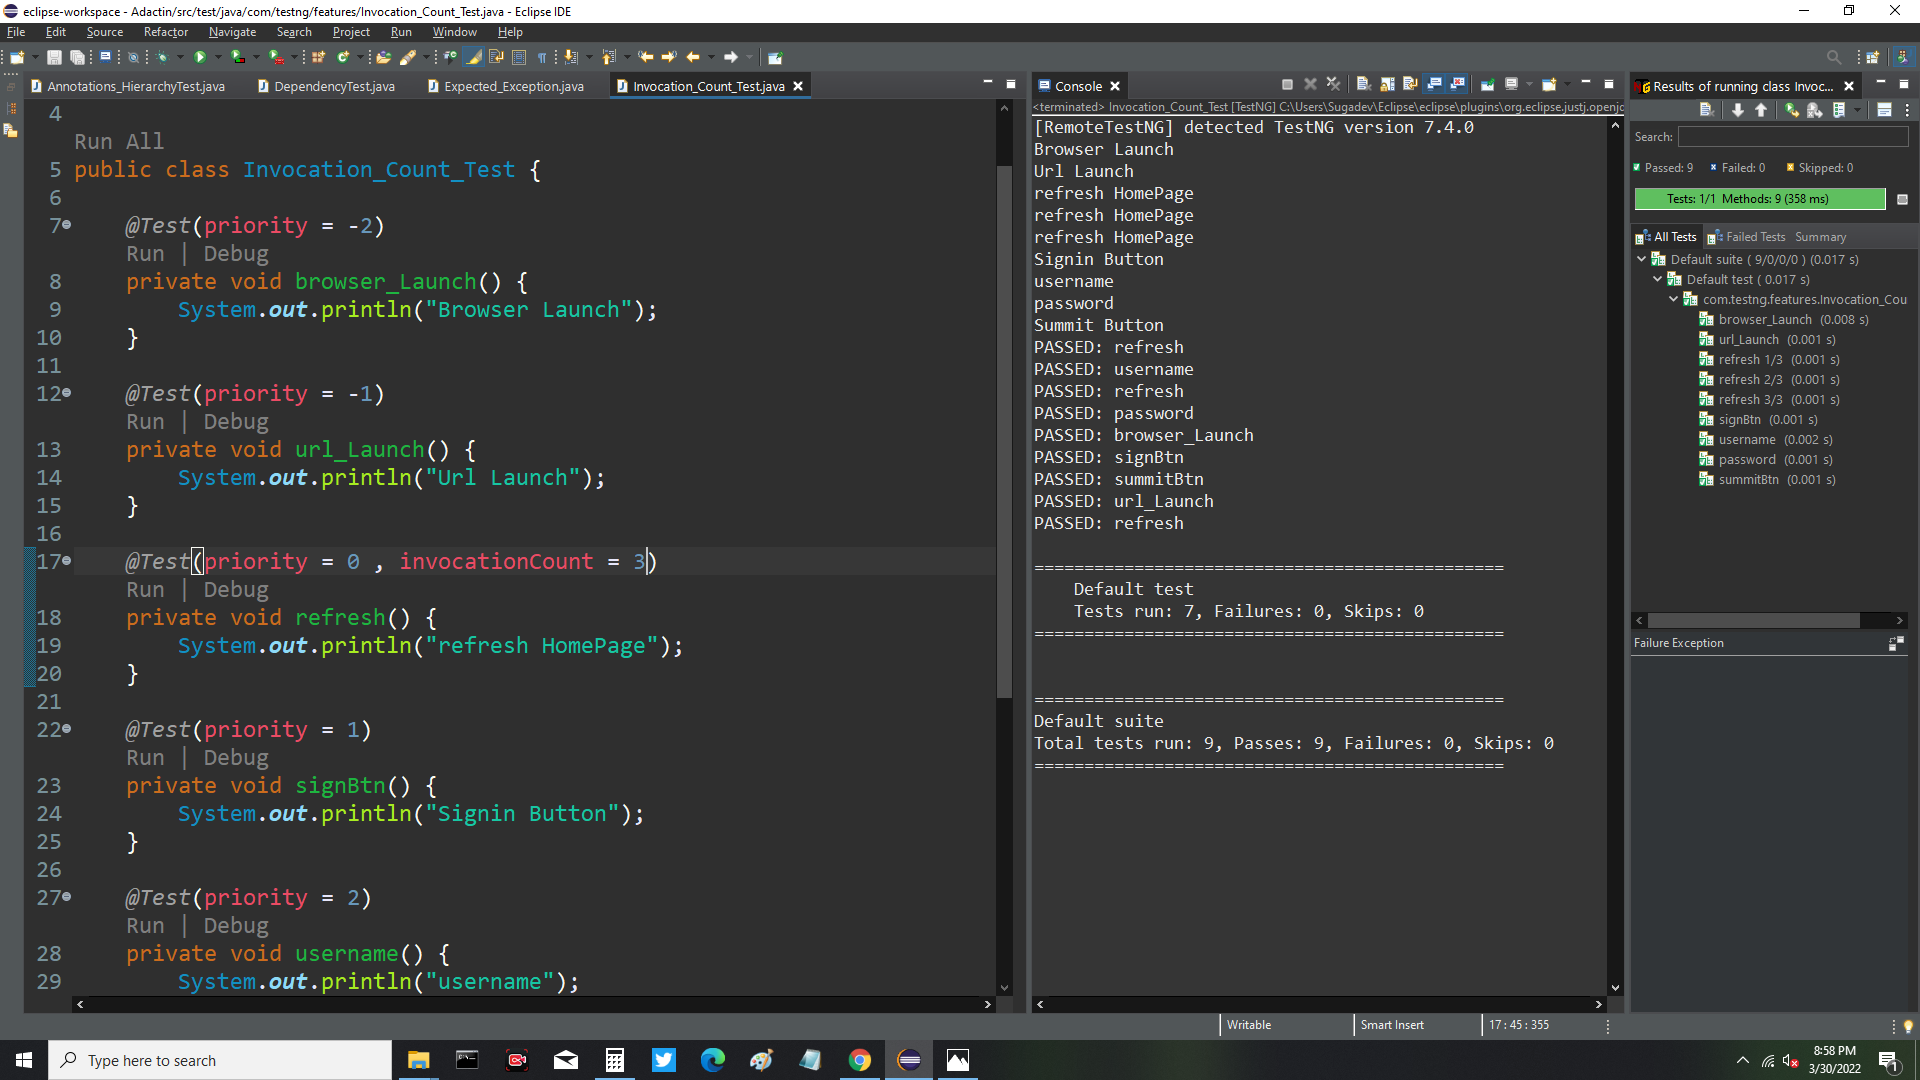 eclipse-workspace - Adactin/src/test/java/com/testng/features/Invocation_Count_Test.java - Eclipse IDE
File Edit Source Refactor Navigate Search Project Run Window Help
Annotations_HierarchyTest.java DependencyTest.java Expected_Exception.java Invocation_Count_Test.java
4
Run All
5 public class Invocation_Count_Test {
6
7 @Test(priority = -2)
Run | Debug
8 private void browser_Launch() {
9 System.out.println("Browser Launch");
10 }
11
12 @Test(priority = -1)
Run | Debug
13 private void url_Launch() {
14 System.out.println("Url Launch");
15 }
16
17 @Test(priority = 0 , invocationCount = 3)
Run | Debug
18 private void refresh() {
19 System.out.println("refresh HomePage");
20 }
21
22 @Test(priority = 1)
Run | Debug
23 private void signBtn() {
24 System.out.println("Signin Button");
25 }
26
27 @Test(priority = 2)
Run | Debug
28 private void username() {
29 System.out.println("username");
Console
<terminated> Invocation_Count_Test [TestNG] C:\Users\Sugadev\Eclipse\eclipse\plugins\org.eclipse.justj.openjd
[RemoteTestNG] detected TestNG version 7.4.0
Browser Launch
Url Launch
refresh HomePage
refresh HomePage
refresh HomePage
Signin Button
username
password
Summit Button
PASSED: refresh
PASSED: username
PASSED: refresh
PASSED: password
PASSED: browser_Launch
PASSED: signBtn
PASSED: summitBtn
PASSED: url_Launch
PASSED: refresh
===============================================
Default test
Tests run: 7, Failures: 0, Skips: 0
===============================================
===============================================
Default suite
Total tests run: 9, Passes: 9, Failures: 0, Skips: 0
===============================================
Results of running class Invoc...
Search:
Passed: 9 Failed: 0 Skipped: 0
Tests: 1/1 Methods: 9 (358 ms)
All Tests Failed Tests Summary
Default suite ( 9/0/0/0 ) (0.017 s)
Default test ( 0.017 s)
com.testng.features.Invocation_Cou
browser_Launch (0.008 s)
url_Launch (0.001 s)
refresh 1/3 (0.001 s)
refresh 2/3 (0.001 s)
refresh 3/3 (0.001 s)
signBtn (0.001 s)
username (0.002 s)
password (0.001 s)
summitBtn (0.001 s)
Failure Exception
Writable Smart Insert 17 : 45 : 355
Type here to search
8:58 PM
3/30/2022
1